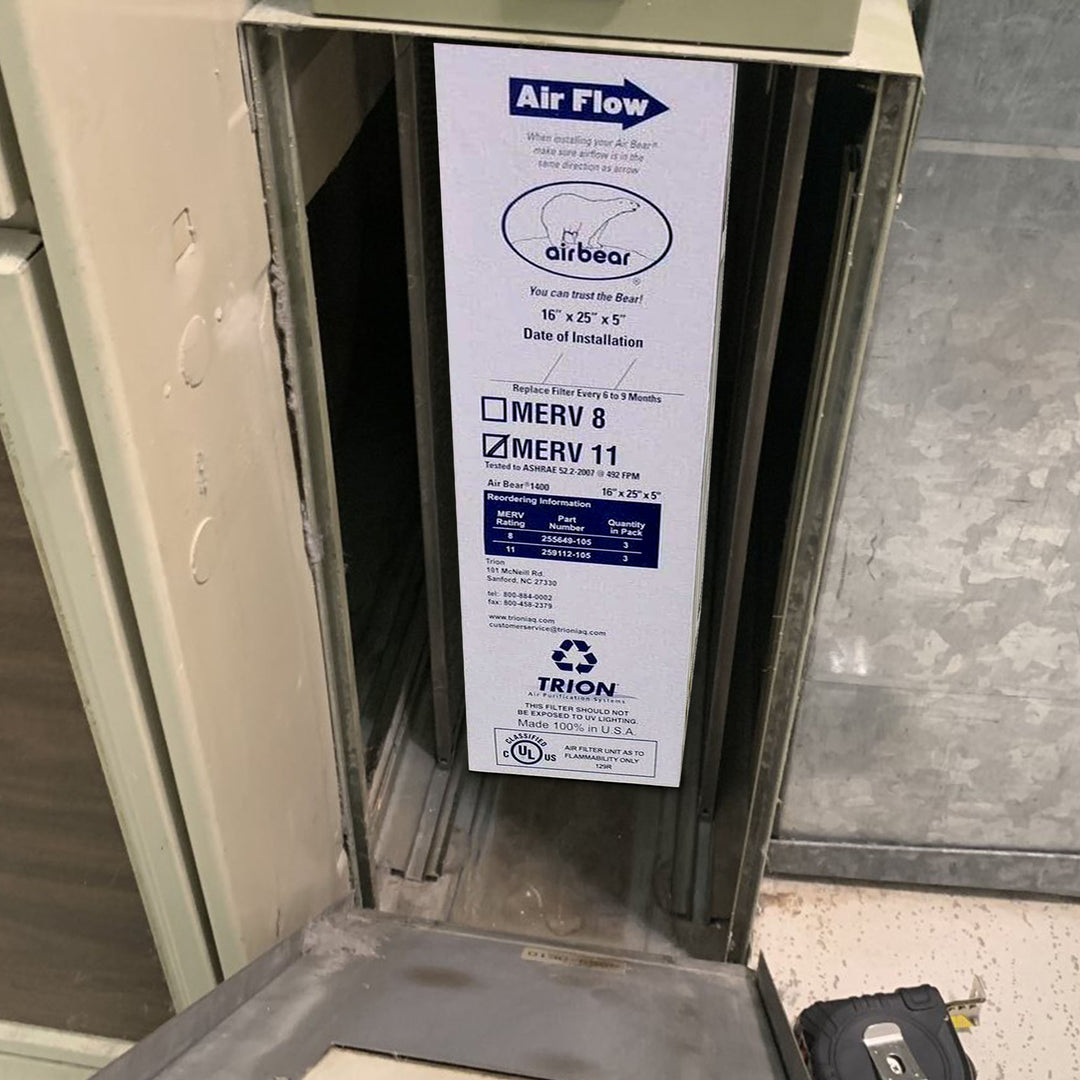 Air Flow
When installing your Air Bear®
make sure airflow is in the
same direction as arrow
airbear
®
You can trust the Bear!
16" x 25" x 5"
Date of Installation
Replace Filter Every 6 to 9 Months
MERV 8
MERV 11
Tested to ASHRAE 52.2-2007 @ 492 FPM
Air Bear® 1400 16" x 25" x 5"
Reordering Information
MERV Rating Part Number Quantity in Pack
8 255649-105 3
11 259112-105 3
Trion
101 McNeill Rd.
Sanford, NC 27330
tel: 800-884-0002
fax: 800-458-2379
www.trioniaq.com
customerservice@trioniaq.com
TRION
Air Purification Systems
THIS FILTER SHOULD NOT
BE EXPOSED TO UV LIGHTING.
Made 100% in U.S.A.
CLASSIFIED
C UL US
AIR FILTER UNIT AS TO
FLAMMABILITY ONLY
129R